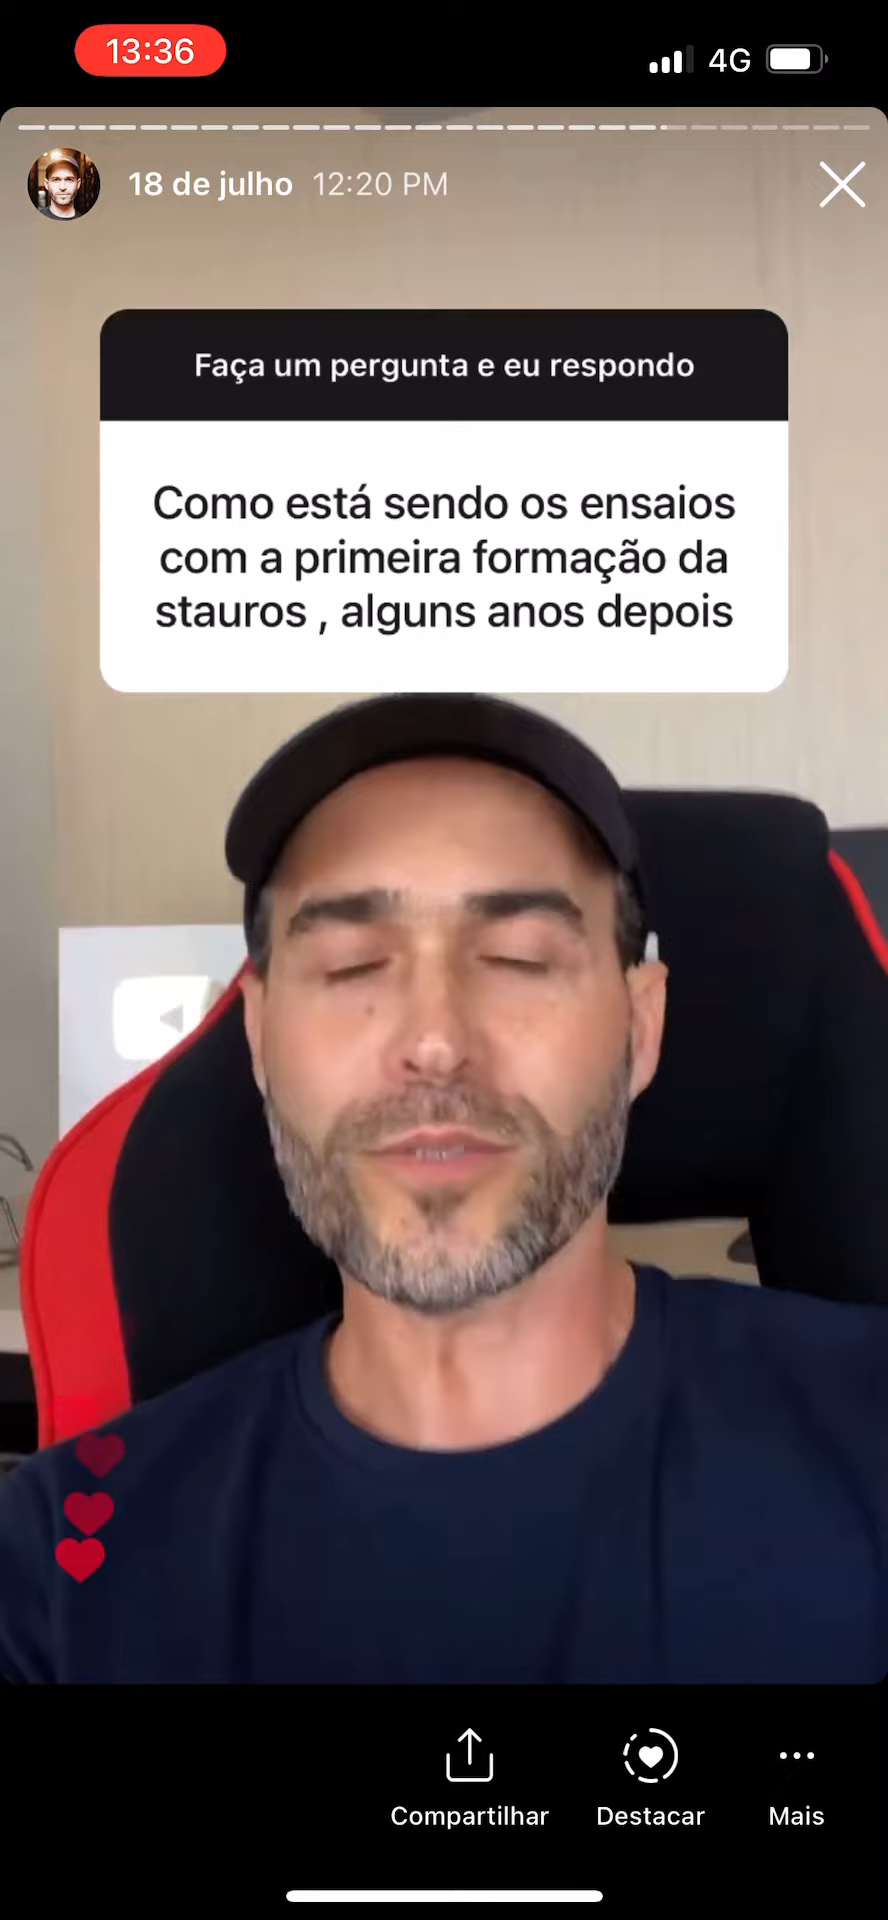 13:36
4G
18 de julho 12:20 PM
Faça um pergunta e eu respondo
Como está sendo os ensaios
com a primeira formação da
stauros , alguns anos depois
Compartilhar Destacar Mais